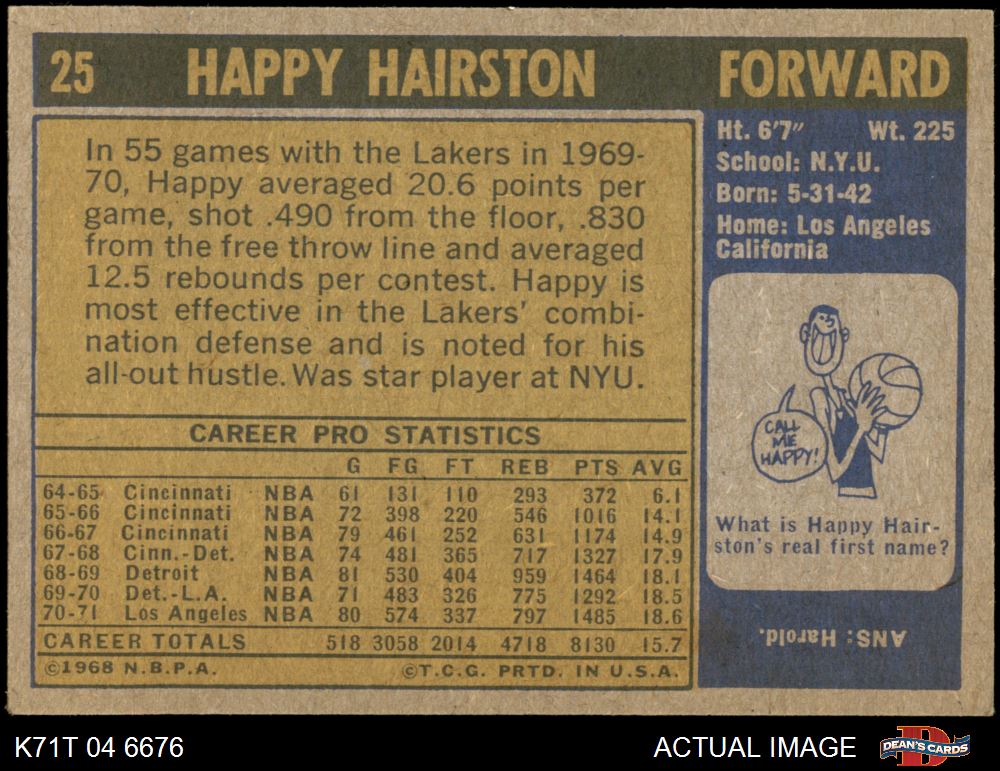 25 HAPPY HAIRSTON FORWARD
In 55 games with the Lakers in 1969-
70, Happy averaged 20.6 points per
game, shot .490 from the floor, .830
from the free throw line and averaged
12.5 rebounds per contest. Happy is
most effective in the Lakers' combi-
nation defense and is noted for his
all-out hustle. Was star player at NYU.
CAREER PRO STATISTICS
G FG FT REB PTS AVG
64-65 Cincinnati NBA 61 131 110 293 372 6.1
65-66 Cincinnati NBA 72 398 220 546 1016 14.1
66-67 Cincinnati NBA 79 461 252 631 1174 14.9
67-68 Cinn.-Det. NBA 74 481 365 717 1327 17.9
68-69 Detroit NBA 81 530 404 959 1464 18.1
69-70 Det.-L.A. NBA 71 483 326 775 1292 18.5
70-71 Los Angeles NBA 80 574 337 797 1485 18.6
CAREER TOTALS 518 3058 2014 4718 8130 15.7
©1968 N.B.P.A. ©T.C.G. PRTD. IN U.S.A.
Ht. 6'7" Wt. 225
School: N.Y.U.
Born: 5-31-42
Home: Los Angeles
California
CALL
ME
HAPPY!
What is Happy Hair-
ston's real first name?
ANS: Harold.
K71T 04 6676 ACTUAL IMAGE DEAN'S CARDS